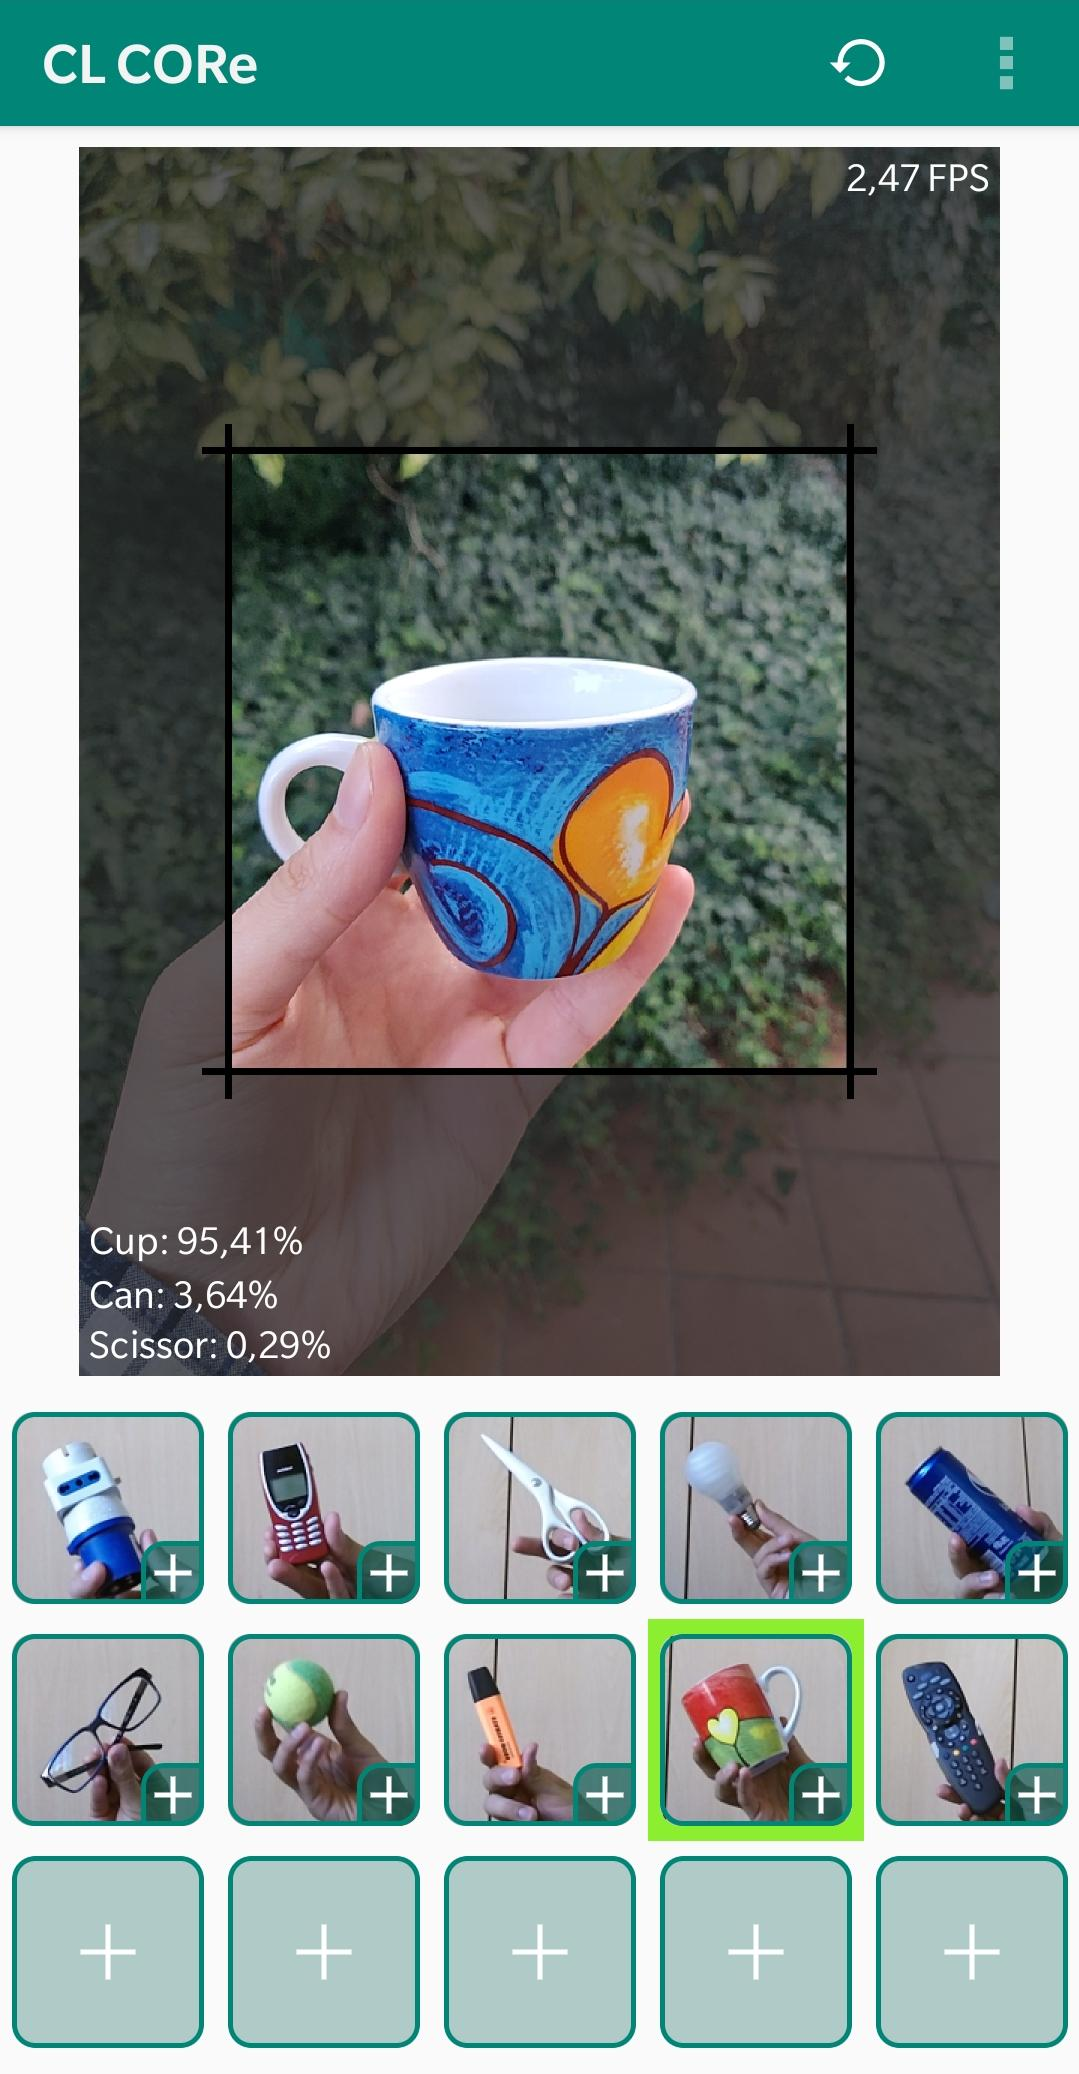 CL CORe
2,47 FPS
Cup: 95,41%
Can: 3,64%
Scissor: 0,29%